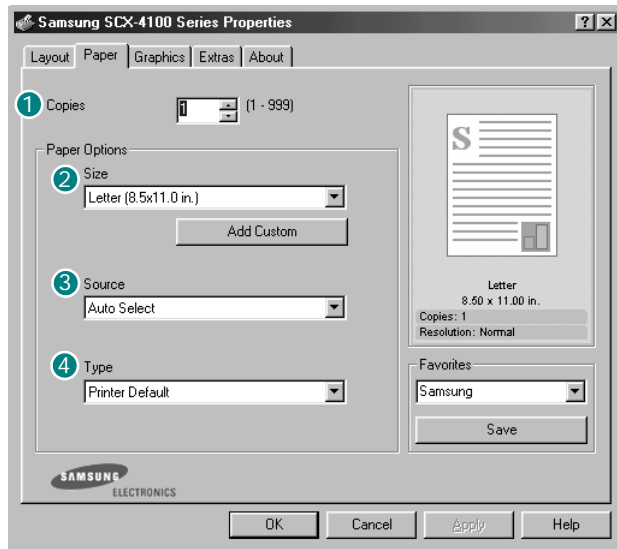 Samsung SCX-4100 Series Properties
Layout Paper Graphics Extras About
1 Copies 1 (1 - 999)
Paper Options
2 Size
Letter (8.5x11.0 in.)
Add Custom
3 Source
Auto Select
4 Type
Printer Default
S
Letter
8.50 x 11.00 in.
Copies: 1
Resolution: Normal
Favorites
Samsung
Save
SAMSUNG
ELECTRONICS
OK Cancel Apply Help